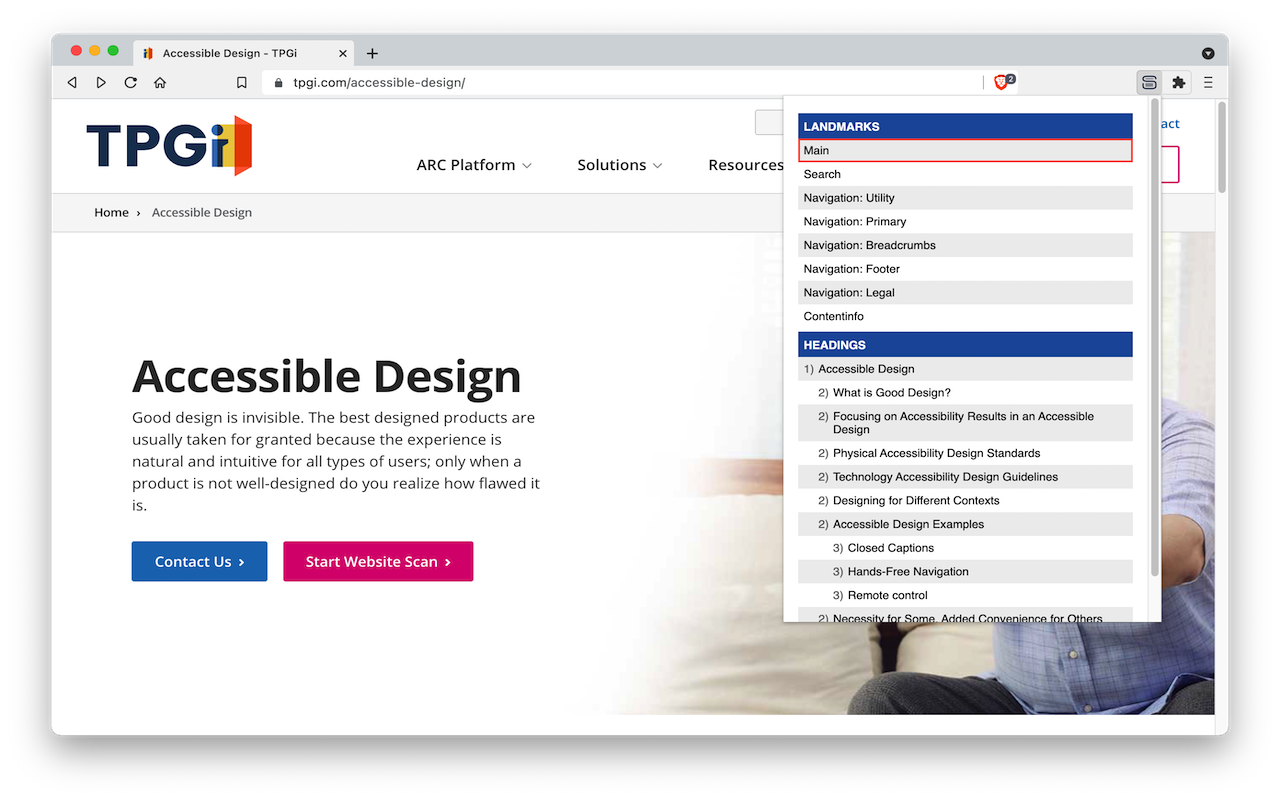 Accessible Design - TPGi
tpgi.com/accessible-design/
2
TPGi
ARC Platform
Solutions
Resources
Home › Accessible Design
Accessible Design
Good design is invisible. The best designed products are
usually taken for granted because the experience is
natural and intuitive for all types of users; only when a
product is not well-designed do you realize how flawed it
is.
Contact Us ›
Start Website Scan ›
LANDMARKS
Main
Search
Navigation: Utility
Navigation: Primary
Navigation: Breadcrumbs
Navigation: Footer
Navigation: Legal
Contentinfo
HEADINGS
1) Accessible Design
2) What is Good Design?
2) Focusing on Accessibility Results in an Accessible
Design
2) Physical Accessibility Design Standards
2) Technology Accessibility Design Guidelines
2) Designing for Different Contexts
2) Accessible Design Examples
3) Closed Captions
3) Hands-Free Navigation
3) Remote control
2) Necessity for Some, Added Convenience for Others